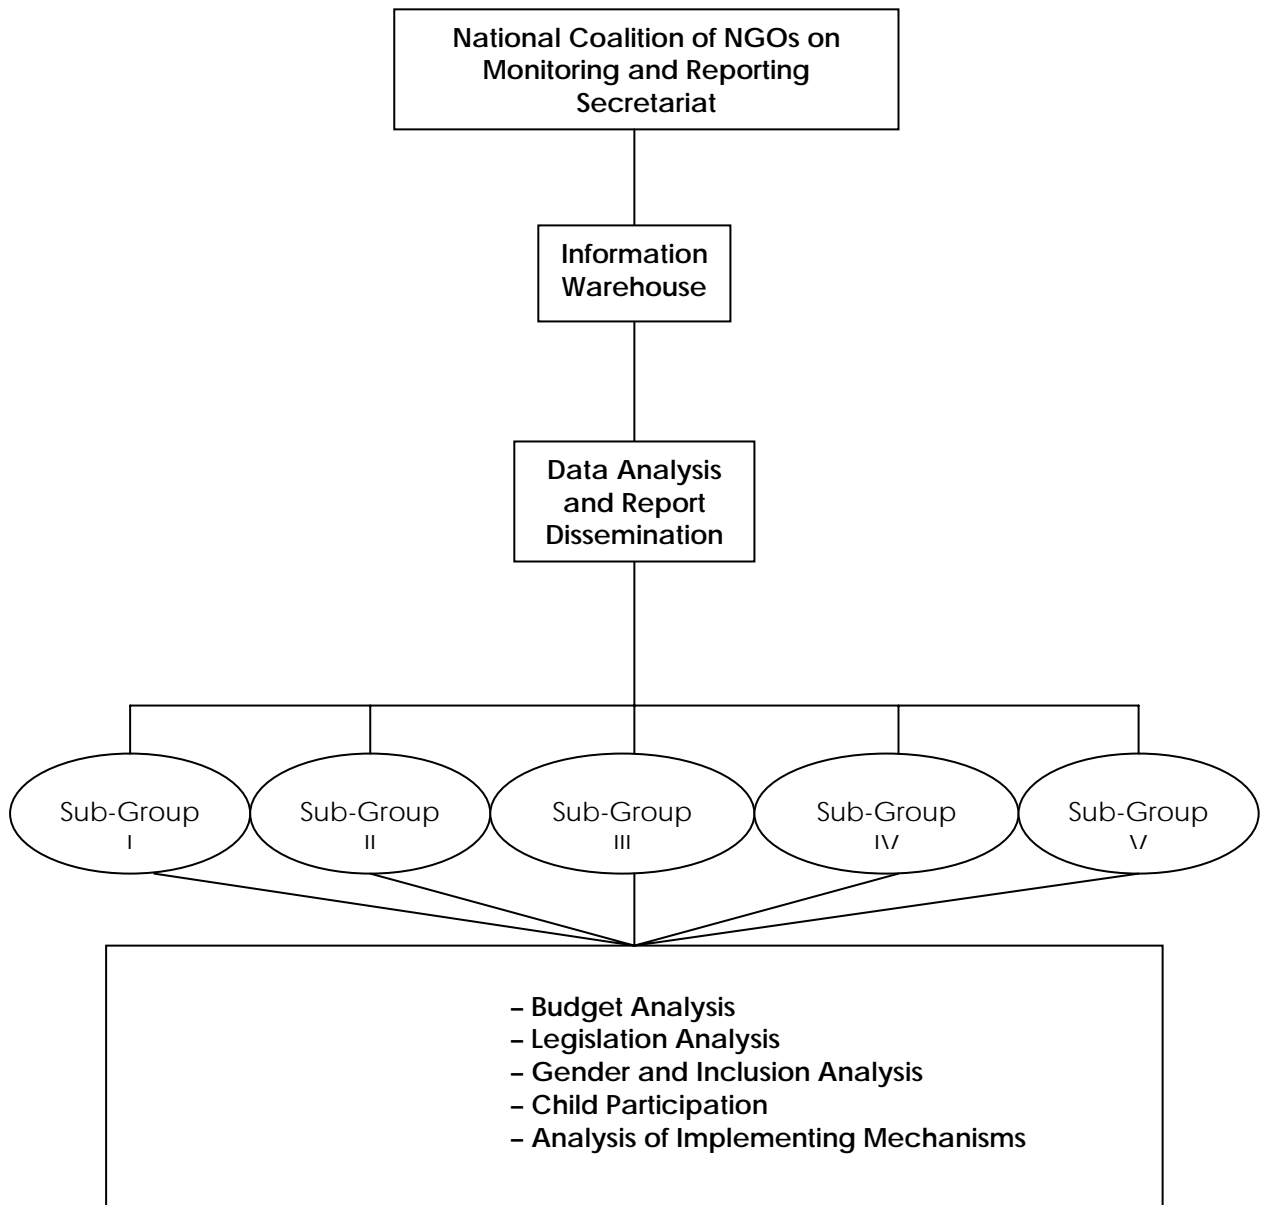 National Coalition of NGOs on
Monitoring and Reporting
Secretariat
Information
Warehouse
Data Analysis
and Report
Dissemination
Sub-Group
I
Sub-Group
II
Sub-Group
III
Sub-Group
IV
Sub-Group
V
– Budget Analysis
– Legislation Analysis
– Gender and Inclusion Analysis
– Child Participation
– Analysis of Implementing Mechanisms